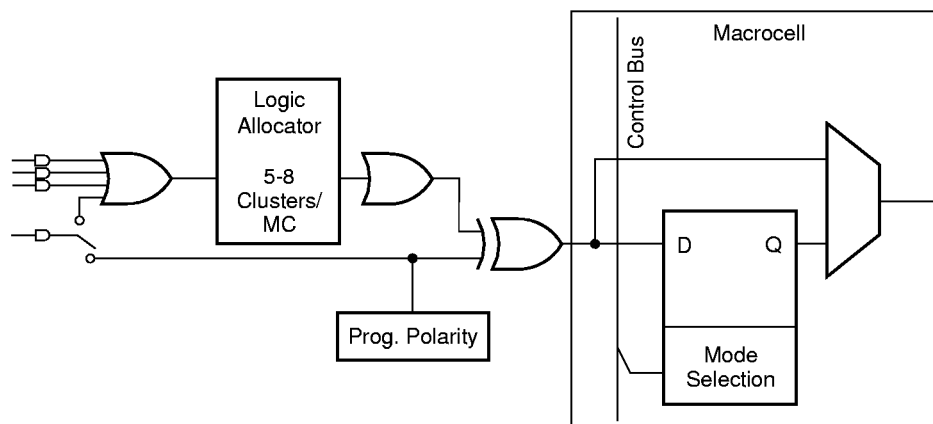 Macrocell
Control Bus
Logic
Allocator
5-8
Clusters/
MC
D Q
Prog. Polarity
Mode
Selection